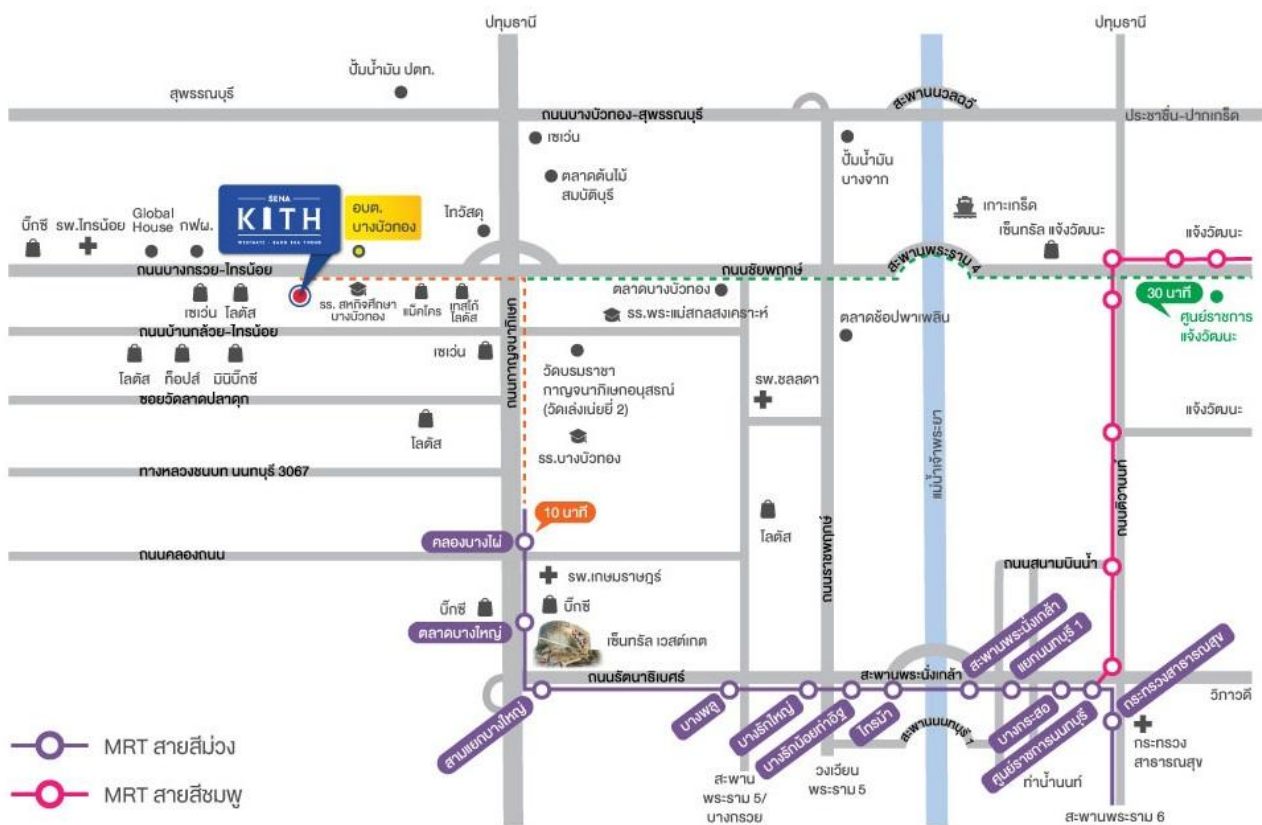 ปทุมธานี
ปทุมธานี
ปั๊มน้ำมัน ปตท.
สุพรรณบุรี
สะพานนวลฉวี
ถนนบางบัวทอง-สุพรรณบุรี
ประชาชื่น-ปากเกร็ด
เซเว่น
ปั๊มน้ำมัน
บางจาก
ตลาดต้นไม้
สมบัติบุรี
SENA
KITH
WESTGATE - BANG BUA THONG
อบต.
บางบัวทอง
ไทวัสดุ
เกาะเกร็ด
เซ็นทรัล แจ้งวัฒนะ
แจ้งวัฒนะ
บิ๊กซี
รพ.ไทรน้อย
Global
House
กฟผ.
ถนนบางกรวย-ไทรน้อย
ถนนชัยพฤกษ์
สะพานพระราม 4
30 นาที
ศูนย์ราชการ
แจ้งวัฒนะ
เซเว่น
โลตัส
รร. สหกิจศึกษา
บางบัวทอง
แม็คโคร
เทสโก้
โลตัส
ตลาดบางบัวทอง
รร.พระแม่สกลสงเคราะห์
ถนนบ้านกล้วย-ไทรน้อย
ตลาดช้อปพาเพลิน
โลตัส
ท็อปส์
มินิบิ๊กซี
เซเว่น
ถนนกาญจนาภิเษก
วัดบรมราชา
กาญจนาภิเษกอนุสรณ์
(วัดเล่งเน่ยยี่ 2)
รพ.ชลลดา
ซอยวัดลาดปลาดุก
แม่น้ำเจ้าพระยา
แจ้งวัฒนะ
โลตัส
รร.บางบัวทอง
ทางหลวงชนบท นนทบุรี 3067
ถนนติวานนท์
10 นาที
คลองบางไผ่
โลตัส
ถนนราชพฤกษ์
ถนนคลองถนน
ถนนสนามบินน้ำ
รพ.เกษมราษฎร์
บิ๊กซี
บิ๊กซี
ตลาดบางใหญ่
เซ็นทรัล เวสต์เกต
ถนนรัตนาธิเบศร์
สะพานพระนั่งเกล้า
สะพานพระนั่งเกล้า
แยกนนทบุรี 1
กระทรวงสาธารณสุข
วิภาวดี
สามแยกบางใหญ่
บางพลู
บางรักใหญ่
บางรักน้อยท่าอิฐ
ไทรม้า
สะพานนนทบุรี 1
บางกระสอ
ศูนย์ราชการนนทบุรี
กระทรวง
สาธารณสุข
MRT สายสีม่วง
MRT สายสีชมพู
สะพาน
พระราม 5/
บางกรวย
วงเวียน
พระราม 5
ท่าน้ำนนท์
สะพานพระราม 6